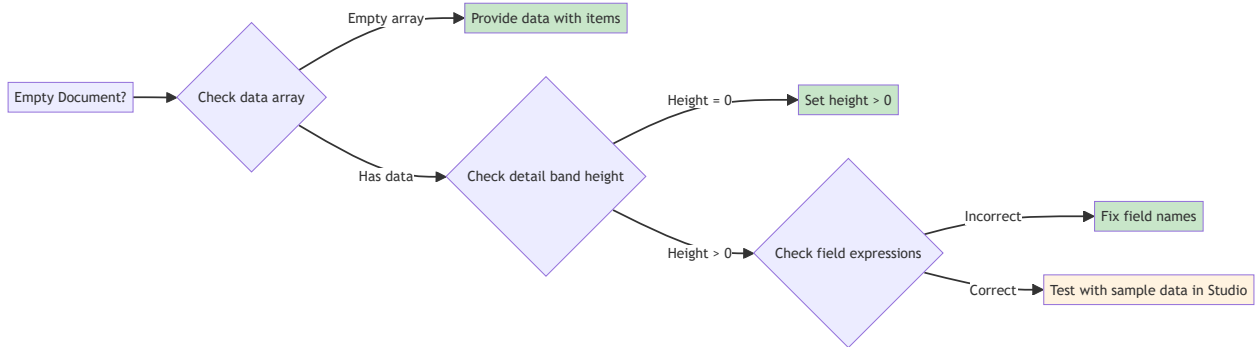 Empty Document?
Check data array
Empty array
Provide data with items
Has data
Check detail band height
Height = 0
Set height > 0
Height > 0
Check field expressions
Incorrect
Fix field names
Correct
Test with sample data in Studio